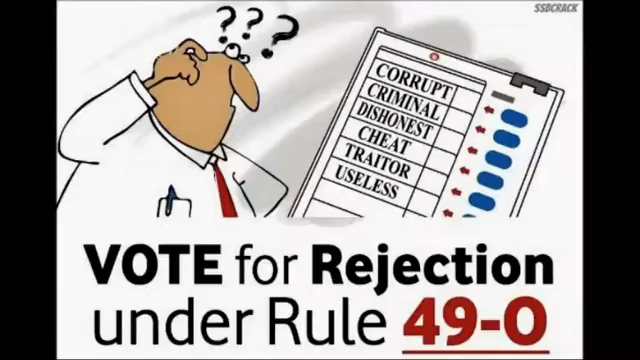 SSBCRACK
???
CORRUPT
CRIMINAL
DISHONEST
CHEAT
TRAITOR
USELESS
VOTE for Rejection
under Rule 49-O